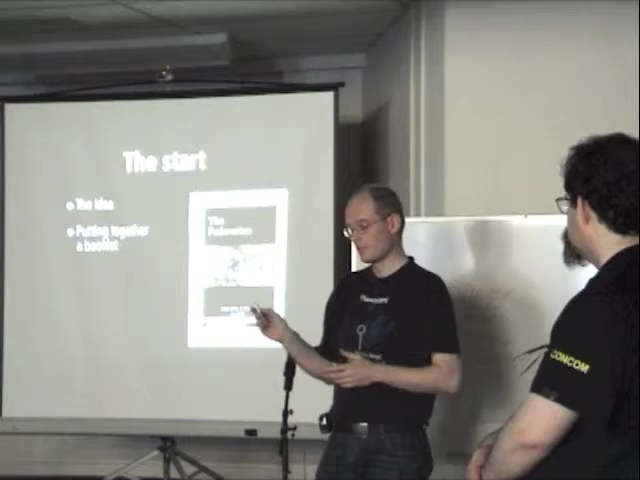 The start
The Idea
Putting together
a booklet
The
Federation
CONCOM